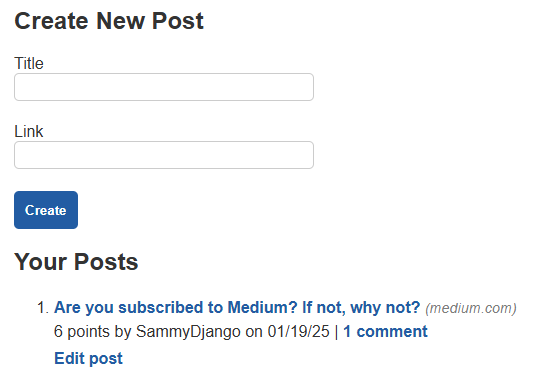 Create New Post
Title
Link
Create
Your Posts
1. Are you subscribed to Medium? If not, why not? (medium.com)
6 points by SammyDjango on 01/19/25 | 1 comment
Edit post